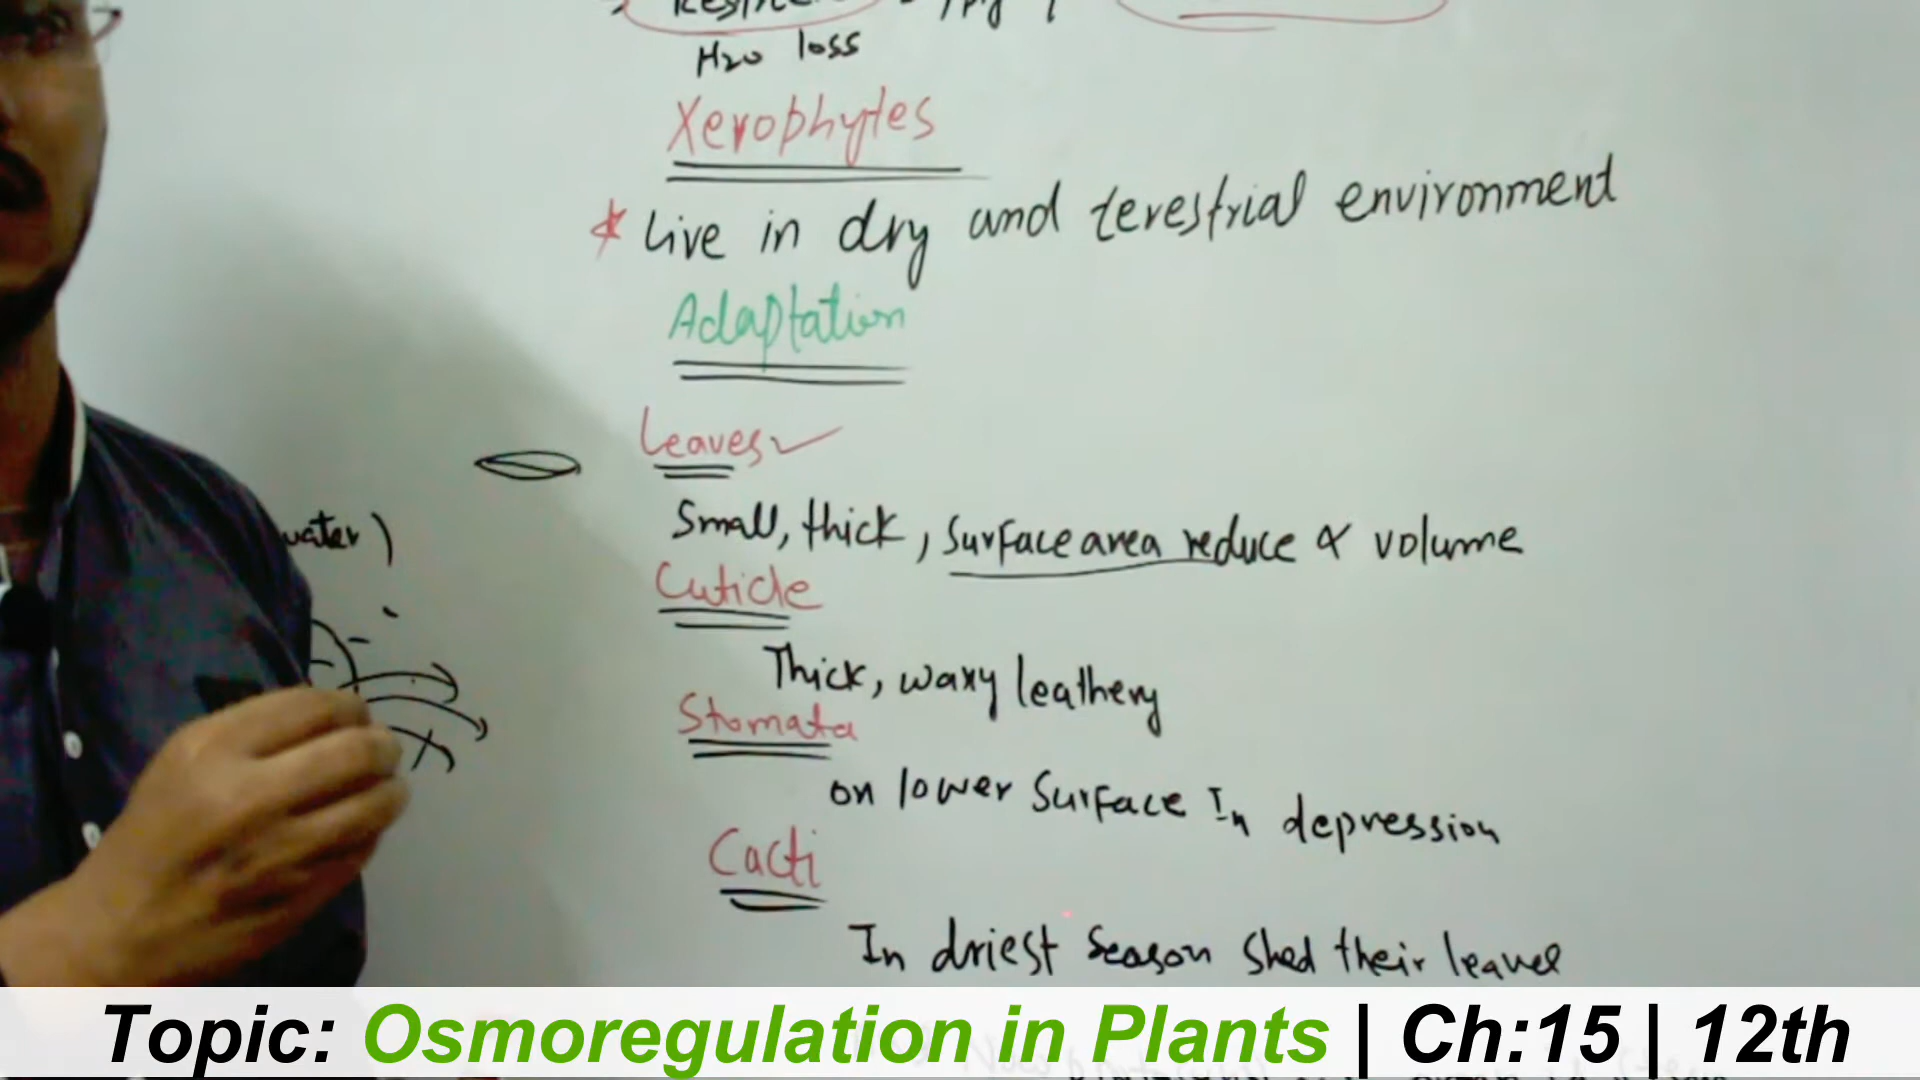 H2O loss
Xerophytes
* Live in dry and terestrial environment
Adaptation
Leaves ✓
Small, thick, surface area reduce & volume
water)
Cuticle
Thick, waxy leathery
Stomata
on lower surface In depression
Cacti
In driest season shed their leaves
Topic: Osmoregulation in Plants | Ch:15 | 12th